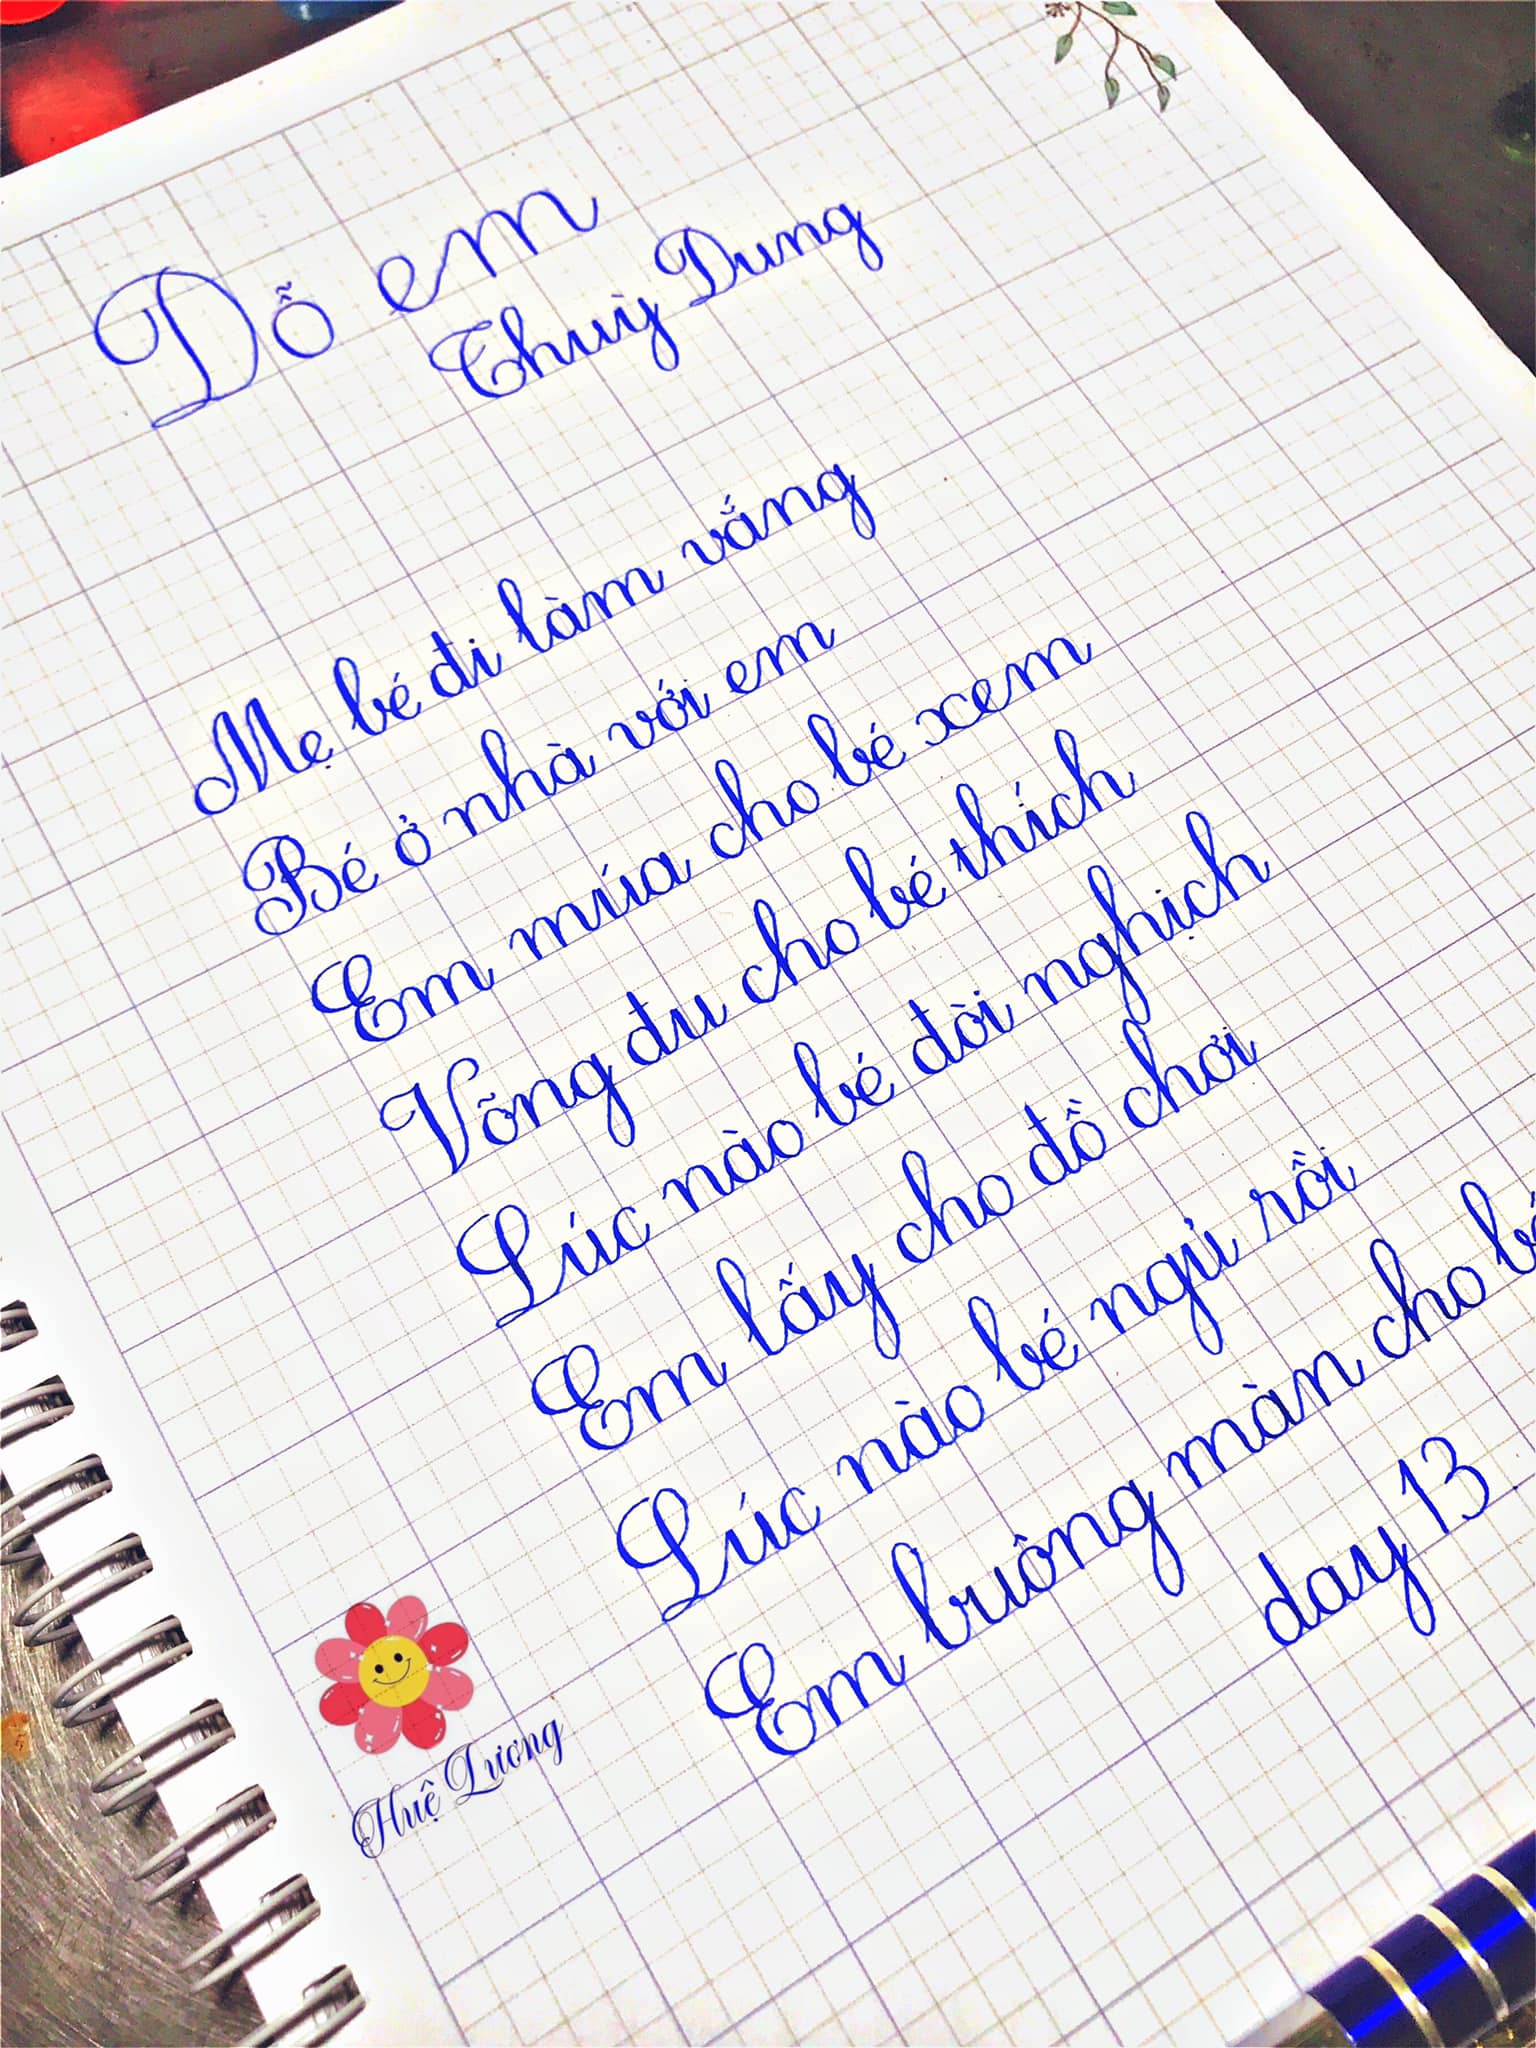 Dỗ em
Thuỳ Dung
Mẹ bé đi làm vắng
Bé ở nhà với em
Em múa cho bé xem
Võng đu cho bé thích
Lúc nào bé đòi nghịch
Em lấy cho đồ chơi
Lúc nào bé ngủ rồi
Em buông màn cho bé
day 13
Huệ Lương